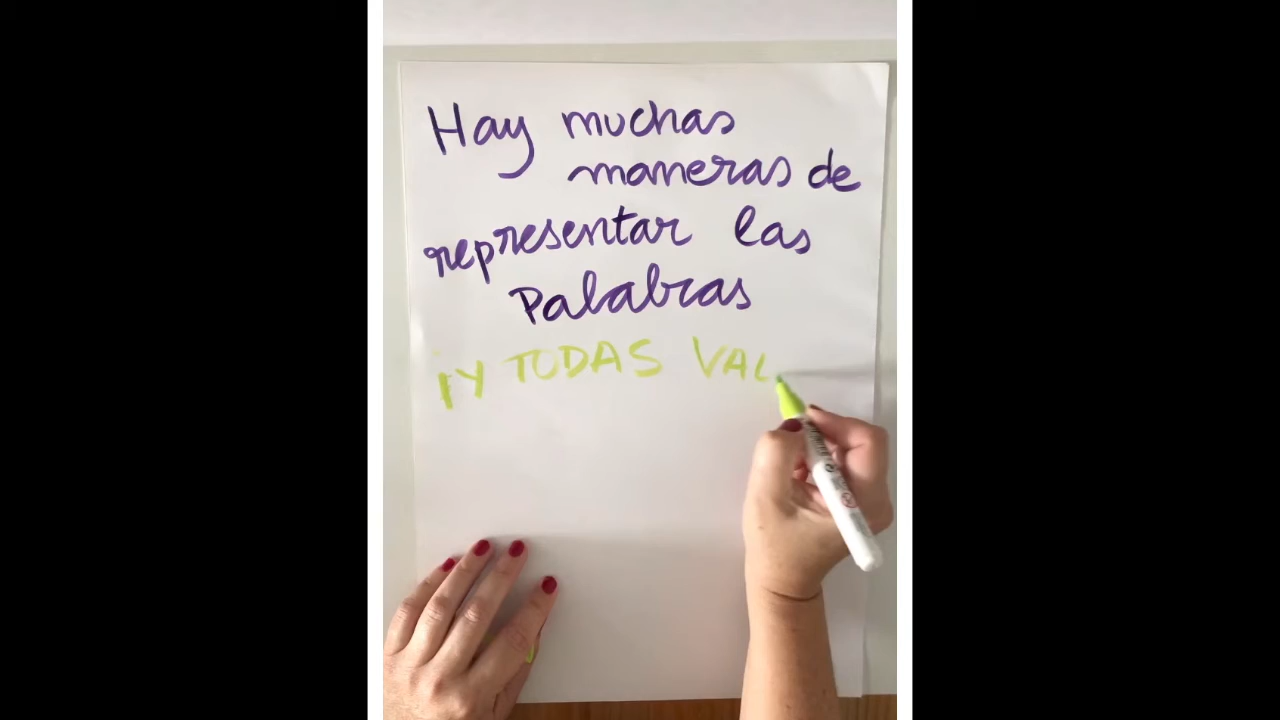 Hay muchas
maneras de
representar las
Palabras
¡Y TODAS VAL